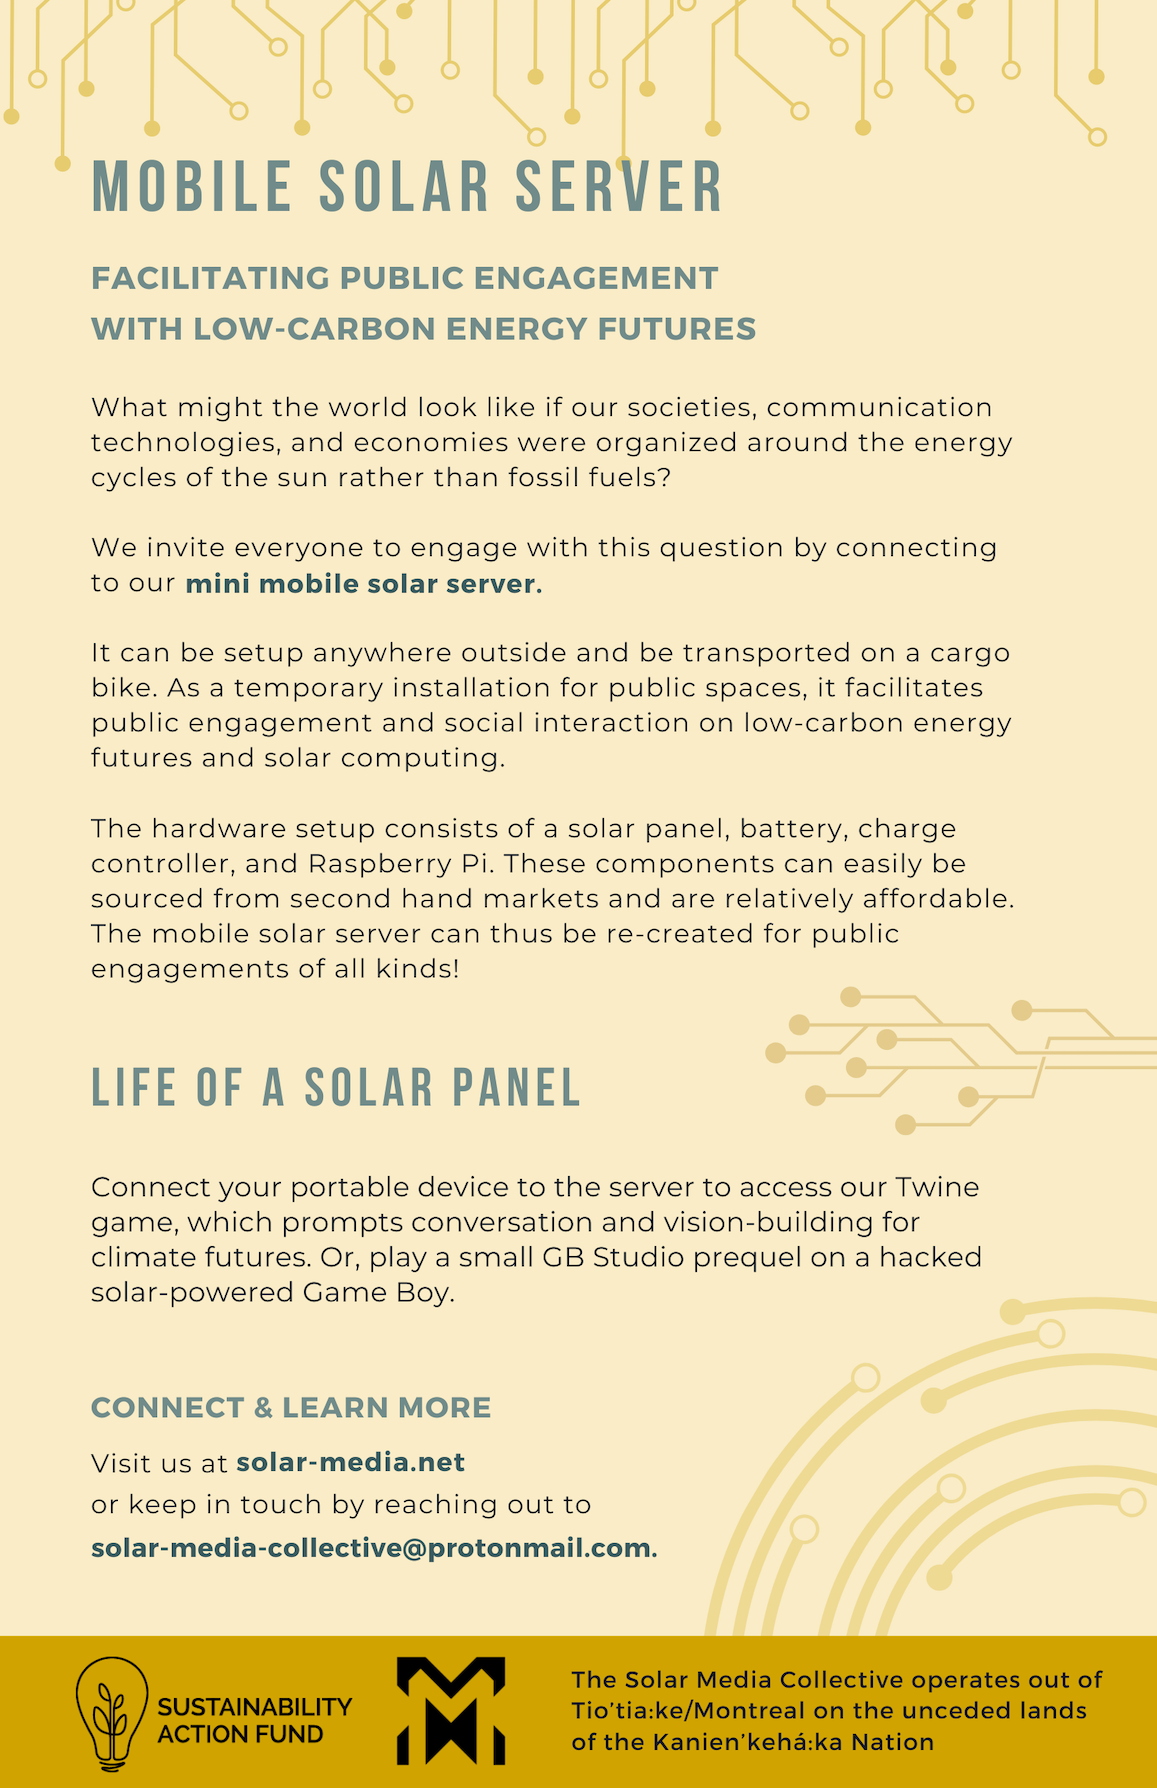 MOBILE SOLAR SERVER
FACILITATING PUBLIC ENGAGEMENT
WITH LOW-CARBON ENERGY FUTURES
What might the world look like if our societies, communication
technologies, and economies were organized around the energy
cycles of the sun rather than fossil fuels?
We invite everyone to engage with this question by connecting
to our mini mobile solar server.
It can be setup anywhere outside and be transported on a cargo
bike. As a temporary installation for public spaces, it facilitates
public engagement and social interaction on low-carbon energy
futures and solar computing.
The hardware setup consists of a solar panel, battery, charge
controller, and Raspberry Pi. These components can easily be
sourced from second hand markets and are relatively affordable.
The mobile solar server can thus be re-created for public
engagements of all kinds!
LIFE OF A SOLAR PANEL
Connect your portable device to the server to access our Twine
game, which prompts conversation and vision-building for
climate futures. Or, play a small GB Studio prequel on a hacked
solar-powered Game Boy.
CONNECT & LEARN MORE
Visit us at solar-media.net
or keep in touch by reaching out to
solar-media-collective@protonmail.com.
SUSTAINABILITY
ACTION FUND
The Solar Media Collective operates out of
Tio’tia:ke/Montreal on the unceded lands
of the Kanien’kehá:ka Nation